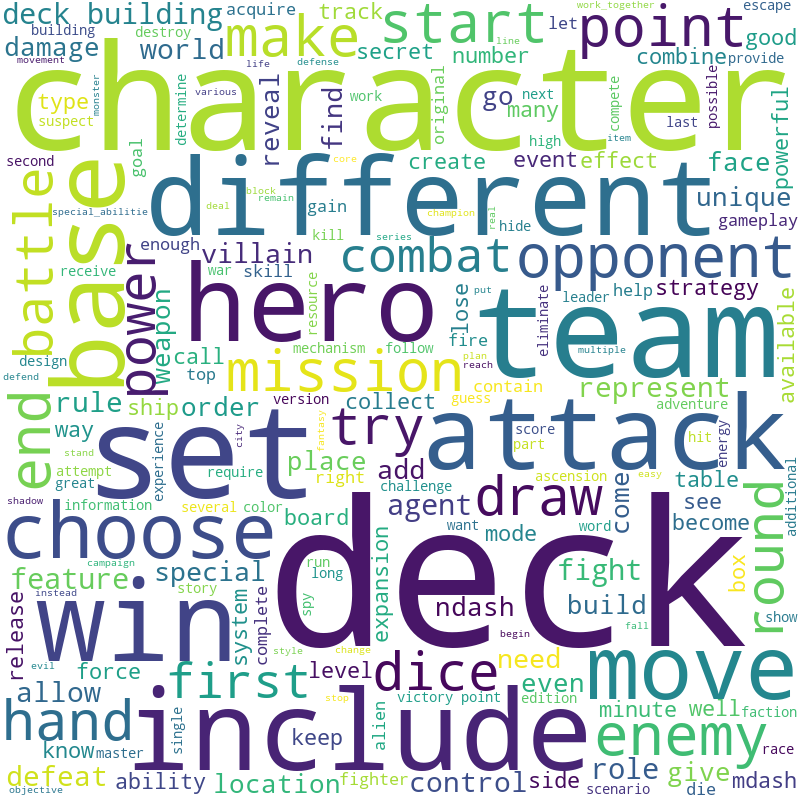 deck building
acquire
track
work_together
escape
building
destroy
make
start
point
let
line
good
movement
damage
world
secret
number
combine
provide
life
defense
character
monster
various
type
suspect
determine
reveal
find
work
original
go
next
many
compete
high
last
possible
item
powerful
second
goal
score
create
event
effect
face
base
different
block
remain
unique
special_abilitie
deal
gain
champion
real
hide
gameplay
battle
power
enough
villain
kill
series
combat
opponent
receive
war
skill
hero
resource
lose
put
leader
help
strategy
eliminate
available
weapon
fire
team
design
call
mechanism
follow
multiple
top
mission
plan
reach
contain
represent
defend
end
rule
ship
order
version
collect
guess
adventure
way
experience
city
fantasy
try
attack
score
part
hit
energy
stand
set
place
right
add
ascension
easy
attempt
great
require
challenge
table
additional
shadow
information
several
color
board
agent
draw
come
see
want
mode
word
become
round
choose
deck
campaign
run
long
expansion
fight
box
feature
special
story
instead
spy
ndash
build
show
release
win
system
complete
begin
fall
evil
force
first
style
change
level
dice
need
move
allow
even
hand
include
stop
victory point
edition
minute
well
faction
alien
know
master
single
keep
enemy
race
defeat
ability
location
fighter
control
side
role
give
mdash
objective
scenario
die